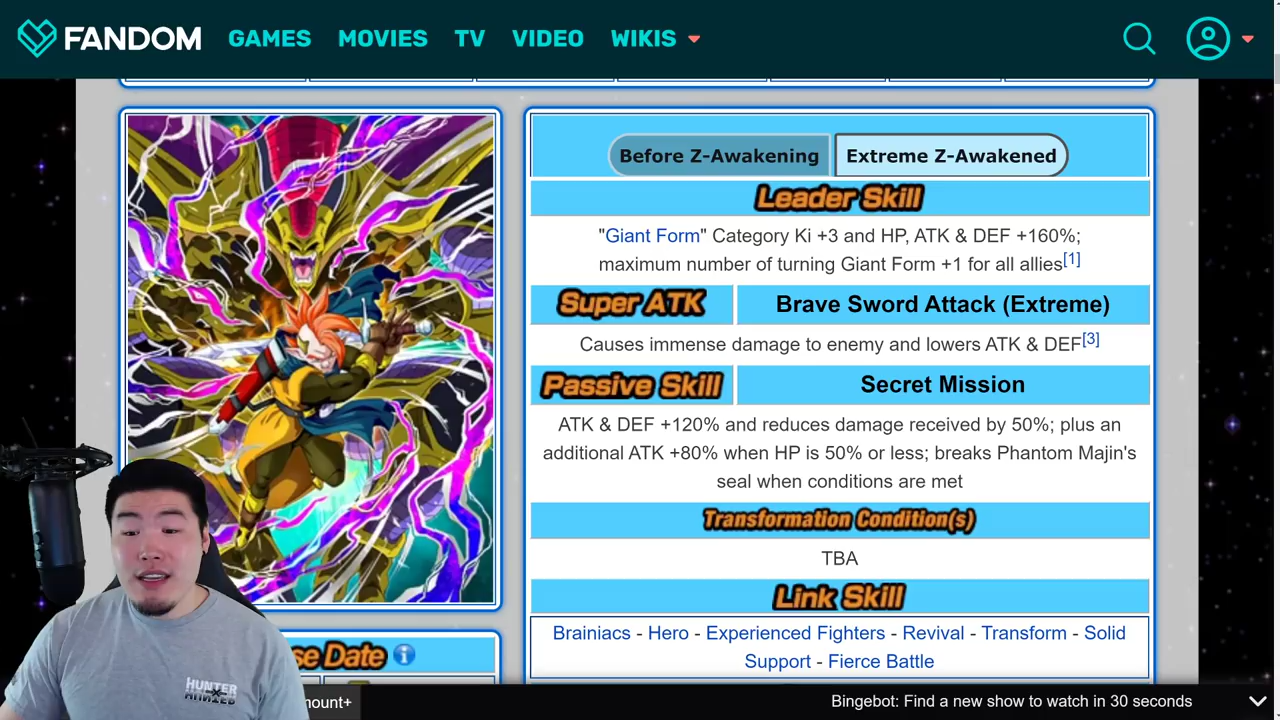 FANDOM GAMES MOVIES TV VIDEO WIKIS
Before Z-Awakening Extreme Z-Awakened
Leader Skill
"Giant Form" Category Ki +3 and HP, ATK & DEF +160%;
maximum number of turning Giant Form +1 for all allies[1]
Super ATK Brave Sword Attack (Extreme)
Causes immense damage to enemy and lowers ATK & DEF[3]
Passive Skill Secret Mission
ATK & DEF +120% and reduces damage received by 50%; plus an
additional ATK +80% when HP is 50% or less; breaks Phantom Majin's
seal when conditions are met
Transformation Condition(s)
TBA
Link Skill
Brainiacs - Hero - Experienced Fighters - Revival - Transform - Solid
Support - Fierce Battle
se Date i
HUNTER
HUNTER
mount+
Bingebot: Find a new show to watch in 30 seconds